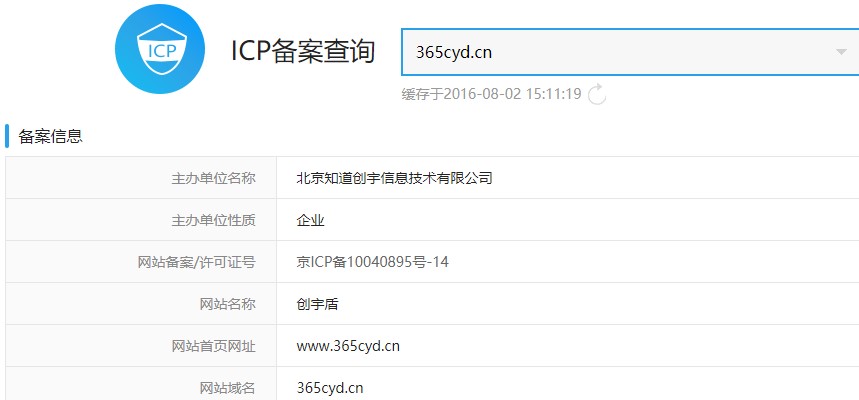 ICP
ICP备案查询
365cyd.cn
缓存于2016-08-02 15:11:19
备案信息
主办单位名称 北京知道创宇信息技术有限公司
主办单位性质 企业
网站备案/许可证号 京ICP备10040895号-14
网站名称 创宇盾
网站首页网址 www.365cyd.cn
网站域名 365cyd.cn